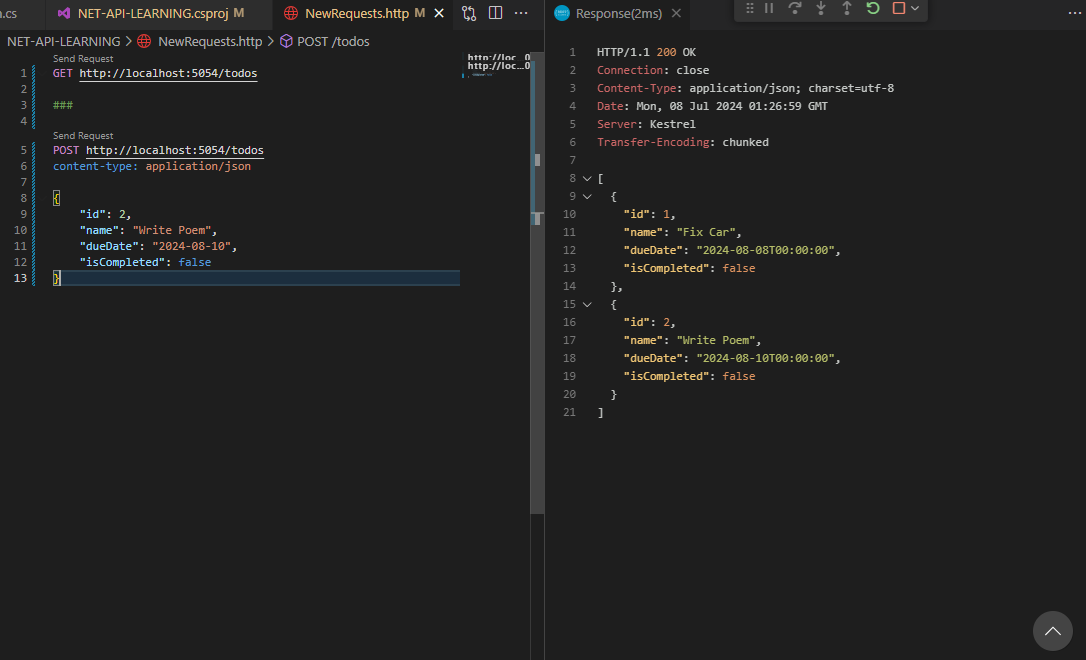 .cs
NET-API-LEARNING.csproj M
NewRequests.http M
NET-API-LEARNING > NewRequests.http > POST /todos
Send Request
1 GET http://localhost:5054/todos
2
3 ###
4
Send Request
5 POST http://localhost:5054/todos
6 content-type: application/json
7
8 {
9 "id": 2,
10 "name": "Write Poem",
11 "dueDate": "2024-08-10",
12 "isCompleted": false
13 }
Response(2ms)
1 HTTP/1.1 200 OK
2 Connection: close
3 Content-Type: application/json; charset=utf-8
4 Date: Mon, 08 Jul 2024 01:26:59 GMT
5 Server: Kestrel
6 Transfer-Encoding: chunked
7
8 [
9 {
10 "id": 1,
11 "name": "Fix Car",
12 "dueDate": "2024-08-08T00:00:00",
13 "isCompleted": false
14 },
15 {
16 "id": 2,
17 "name": "Write Poem",
18 "dueDate": "2024-08-10T00:00:00",
19 "isCompleted": false
20 }
21 ]